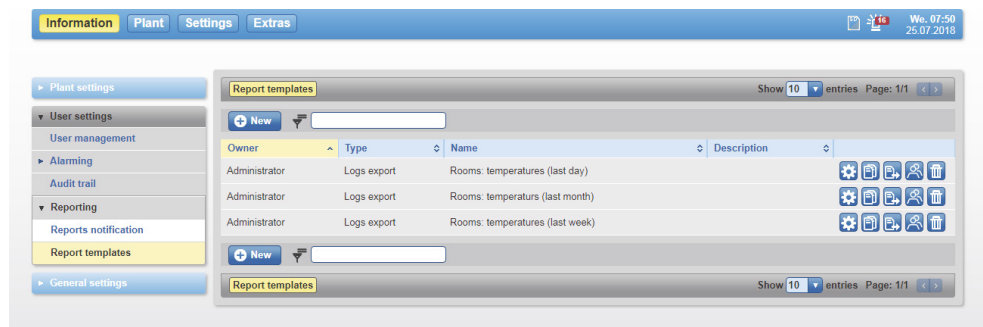 Information Plant Settings Extras 16 We. 07:50
25.07.2018
Plant settings
User settings
User management
Alarming
Audit trail
Reporting
Reports notification
Report templates
General settings
Report templates Show 10 entries Page: 1/1
New
Owner Type Name Description
Administrator Logs export Rooms: temperatures (last day)
Administrator Logs export Rooms: temperaturs (last month)
Administrator Logs export Rooms: temperatures (last week)
New
Report templates Show 10 entries Page: 1/1